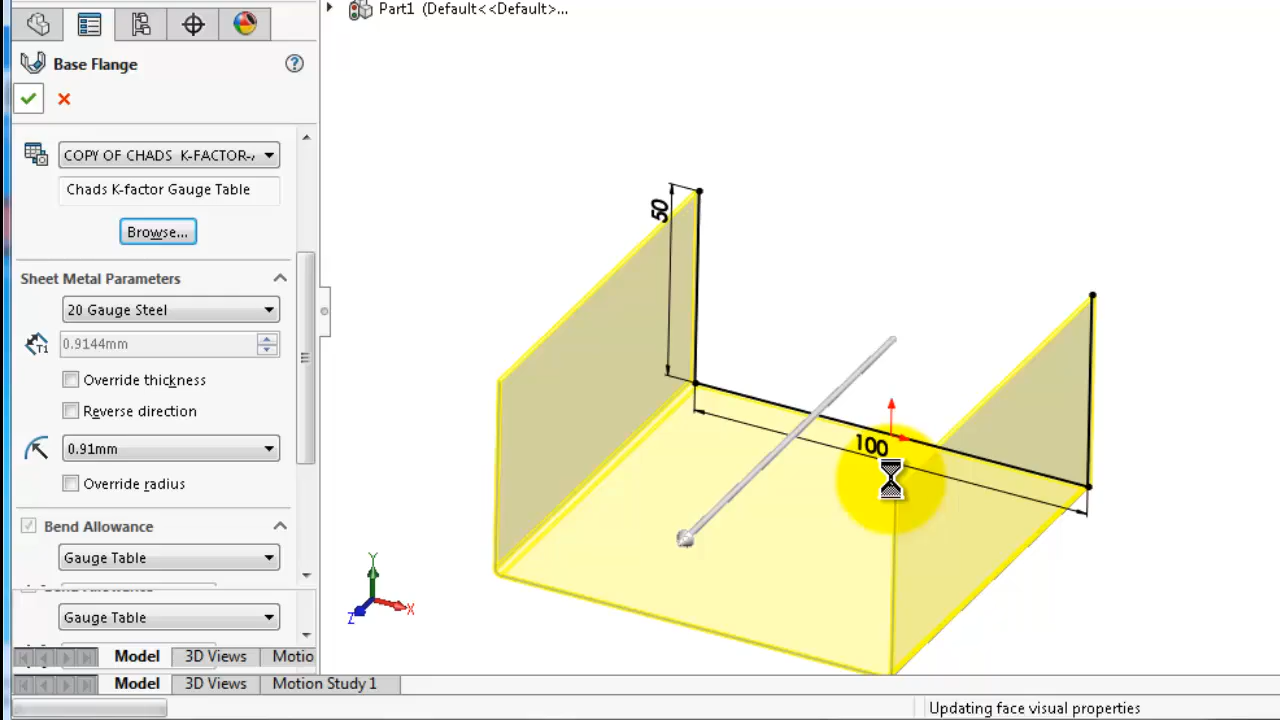 Part1 (Default<<Default>...
Base Flange
COPY OF CHADS K-FACTOR-
Chads K-factor Gauge Table
Browse...
Sheet Metal Parameters
20 Gauge Steel
T1
0.9144mm
Override thickness
Reverse direction
0.91mm
Override radius
Bend Allowance
Gauge Table
Gauge Table
Model 3D Views Motio
Model 3D Views Motion Study 1
50
100
Y
X
Z
Updating face visual properties